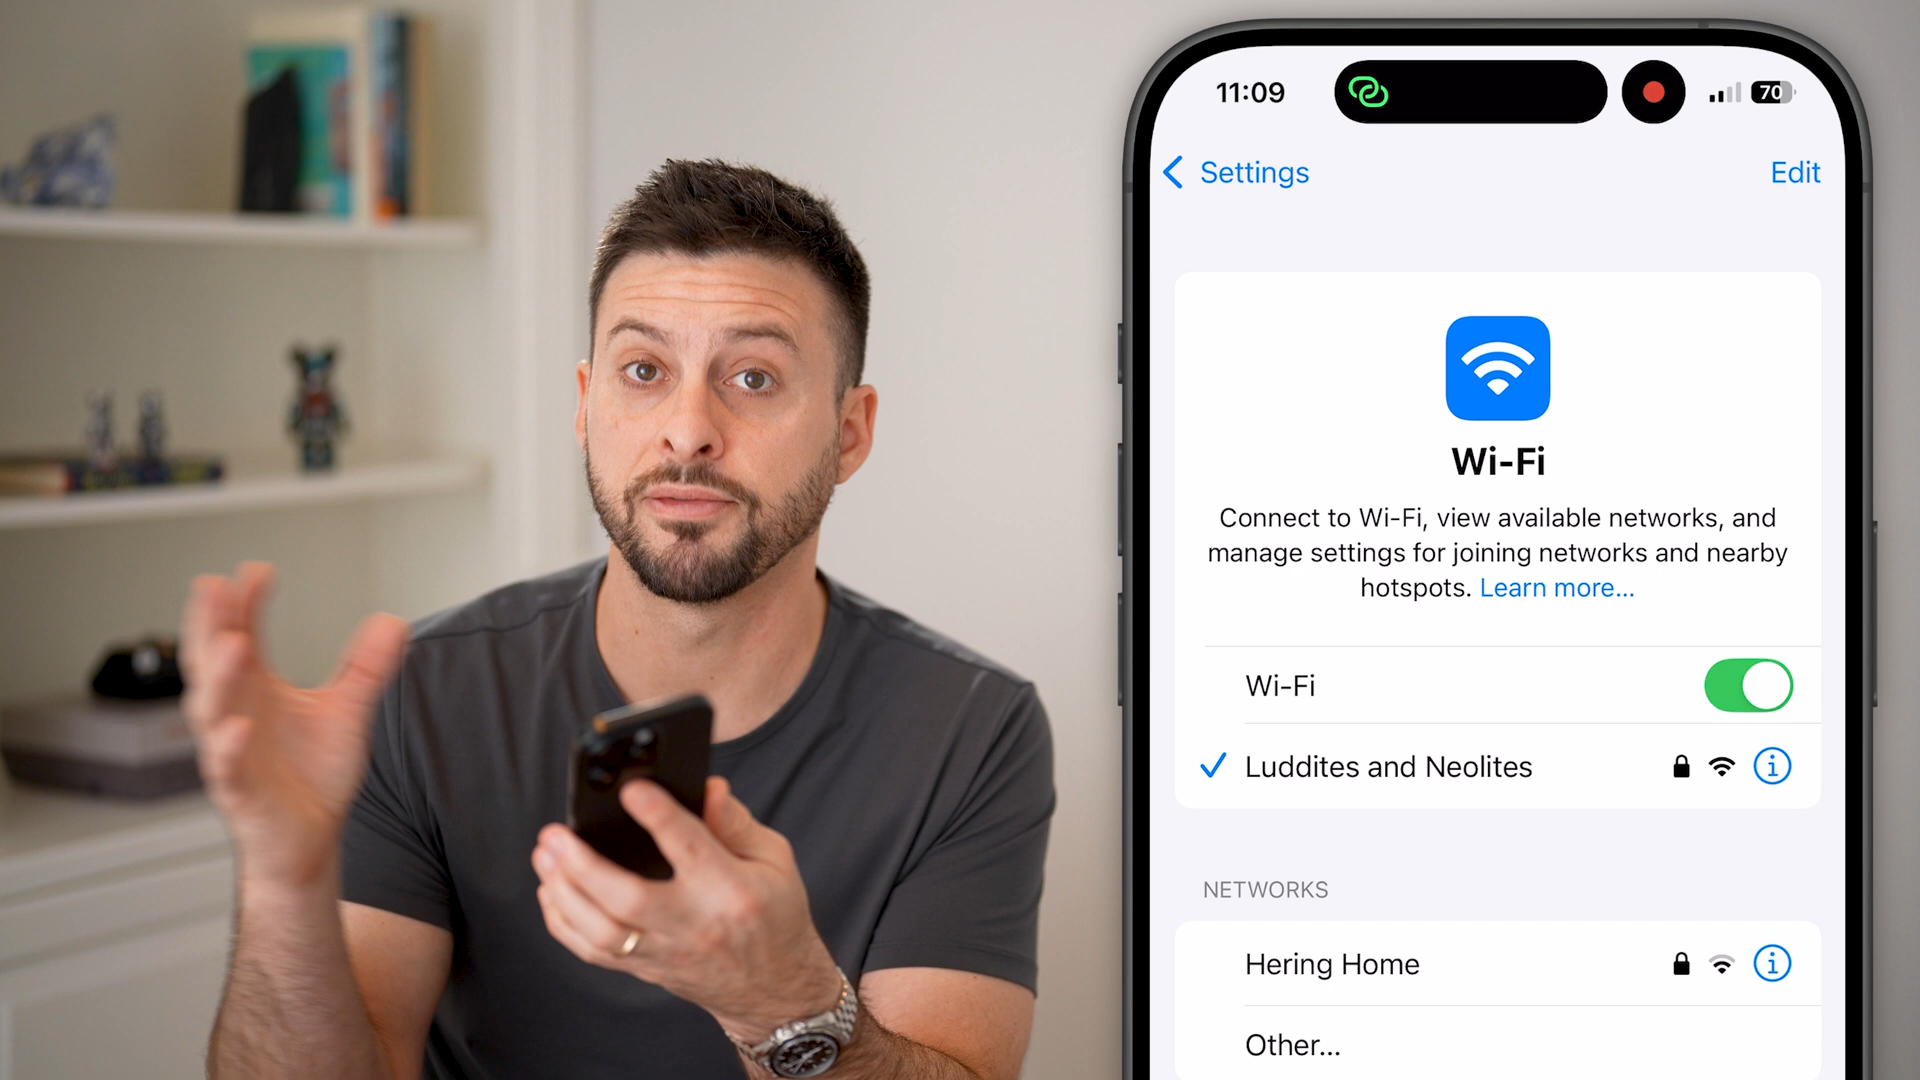 11:09
70
Settings
Edit
Wi-Fi
Connect to Wi-Fi, view available networks, and
manage settings for joining networks and nearby
hotspots. Learn more...
Wi-Fi
Luddites and Neolites
NETWORKS
Hering Home
Other...